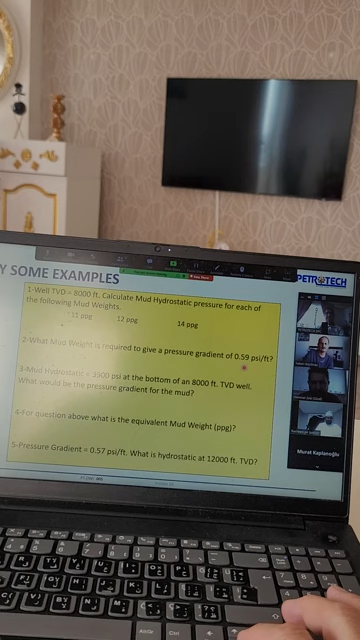 Y SOME EXAMPLES
PETROTECH
1-Well TVD = 8000 ft, Calculate Mud Hydrostatic pressure for each of
the following Mud Weights.
11 ppg 12 ppg 14 ppg
2-What Mud Weight is required to give a pressure gradient of 0.59 psi/ft?
3-Mud Hydrostatic = 3900 psi at the bottom of an 8000 ft. TVD well.
What would be the pressure gradient for the mud?
4-For question above what is the equivalent Mud Weight (ppg)?
5-Pressure Gradient = 0.57 psi/ft. What is hydrostatic at 12000 ft. TVD?
Murat Kaplanoğlu